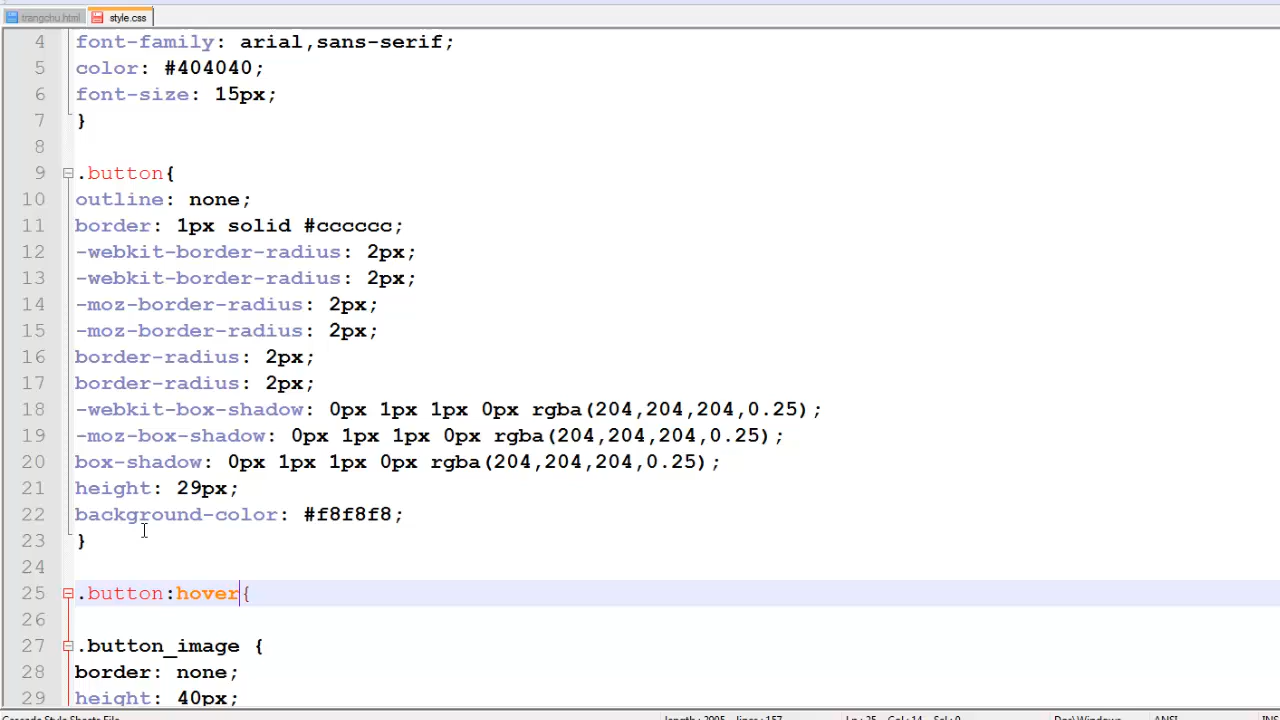 trangchu.html style.css
4 font-family: arial,sans-serif;
5 color: #404040;
6 font-size: 15px;
7 }
8
9 .button{
10 outline: none;
11 border: 1px solid #cccccc;
12 -webkit-border-radius: 2px;
13 -webkit-border-radius: 2px;
14 -moz-border-radius: 2px;
15 -moz-border-radius: 2px;
16 border-radius: 2px;
17 border-radius: 2px;
18 -webkit-box-shadow: 0px 1px 1px 0px rgba(204,204,204,0.25);
19 -moz-box-shadow: 0px 1px 1px 0px rgba(204,204,204,0.25);
20 box-shadow: 0px 1px 1px 0px rgba(204,204,204,0.25);
21 height: 29px;
22 background-color: #f8f8f8;
23 }
24
25 .button:hover{
26
27 .button_image {
28 border: none;
29 height: 40px;